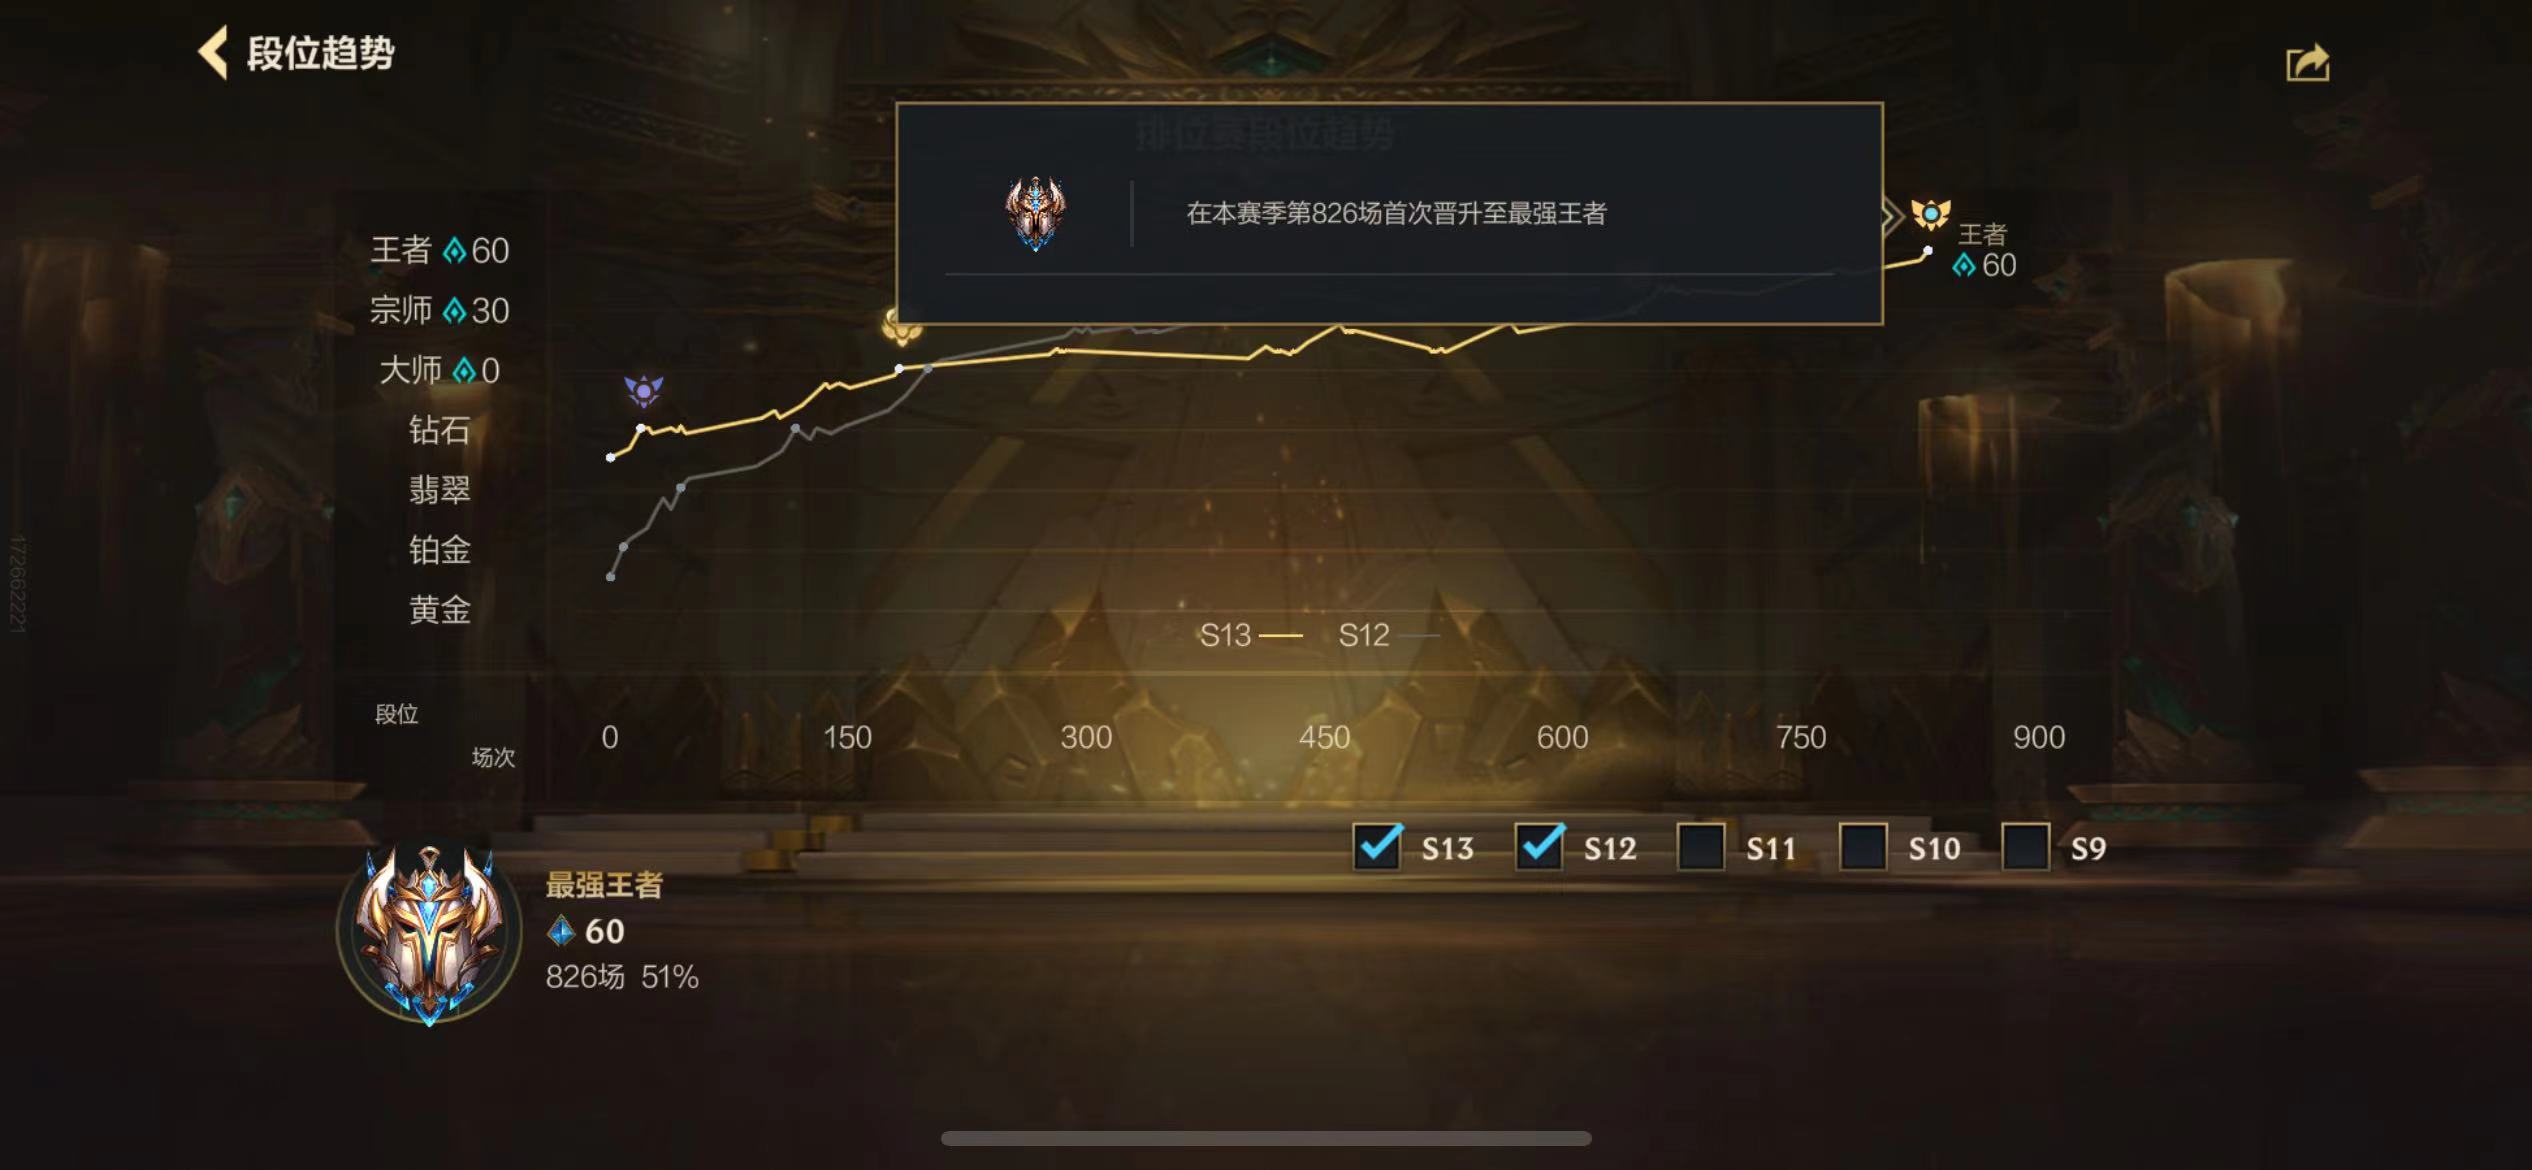 段位趋势
排位赛段位趋势
在本赛季第826场首次晋升至最强王者
王者 60
王者 60
宗师 30
大师 0
钻石
翡翠
铂金
黄金
S13 S12
段位
场次
0 150 300 450 600 750 900
S13 S12 S11 S10 S9
最强王者
60
826场 51%
1726622221